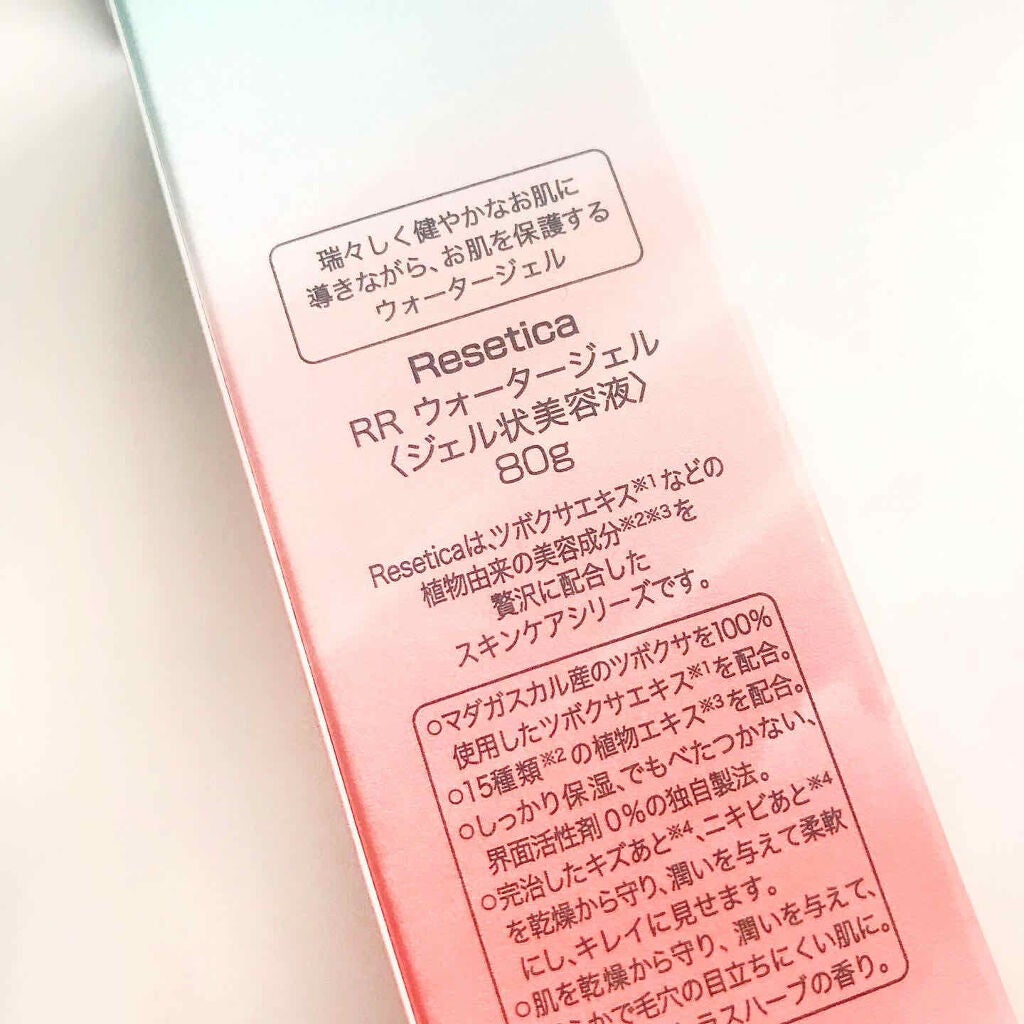 瑞々しく健やかなお肌に
導きながら、お肌を保護する
ウォータージェル
Resetica
RR ウォータージェル
〈ジェル状美容液〉
80g
Reseticaは、ツボクサエキス※1などの
植物由来の美容成分※2※3を
贅沢に配合した
スキンケアシリーズです。
○マダガスカル産のツボクサを100%
使用したツボクサエキス※1を配合。
○15種類※2の植物エキス※3を配合。
○しっかり保湿、でもべたつかない、
界面活性剤0%の独自製法。
○完治したキズあと※4、ニキビあと※4
を乾燥から守り、潤いを与えて柔軟
にし、キレイに見せます。
○肌を乾燥から守り、潤いを与えて、
らかで毛穴の目立ちにくい肌に。
ラスハーブの香り。